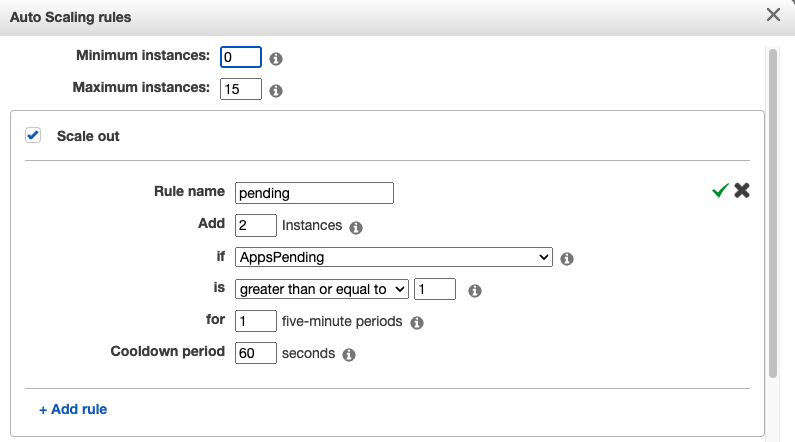 Auto Scaling rules
Minimum instances: 0
Maximum instances: 15
Scale out
Rule name pending
Add 2 Instances
if AppsPending
is greater than or equal to 1
for 1 five-minute periods
Cooldown period 60 seconds
+ Add rule